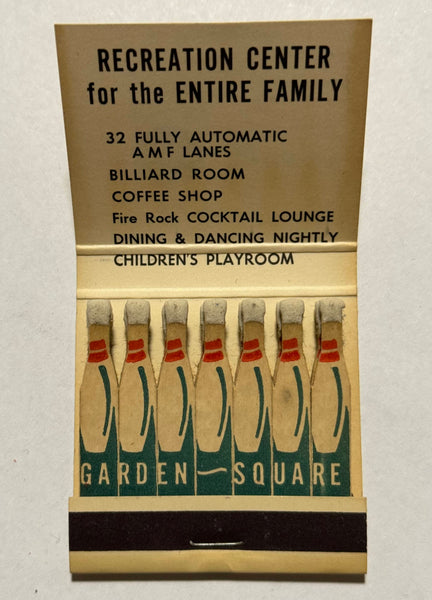 RECREATION CENTER
for the ENTIRE FAMILY
32 FULLY AUTOMATIC
AMF LANES
BILLIARD ROOM
COFFEE SHOP
Fire Rock COCKTAIL LOUNGE
DINING & DANCING NIGHTLY
CHILDREN'S PLAYROOM
GARDEN~SQUARE